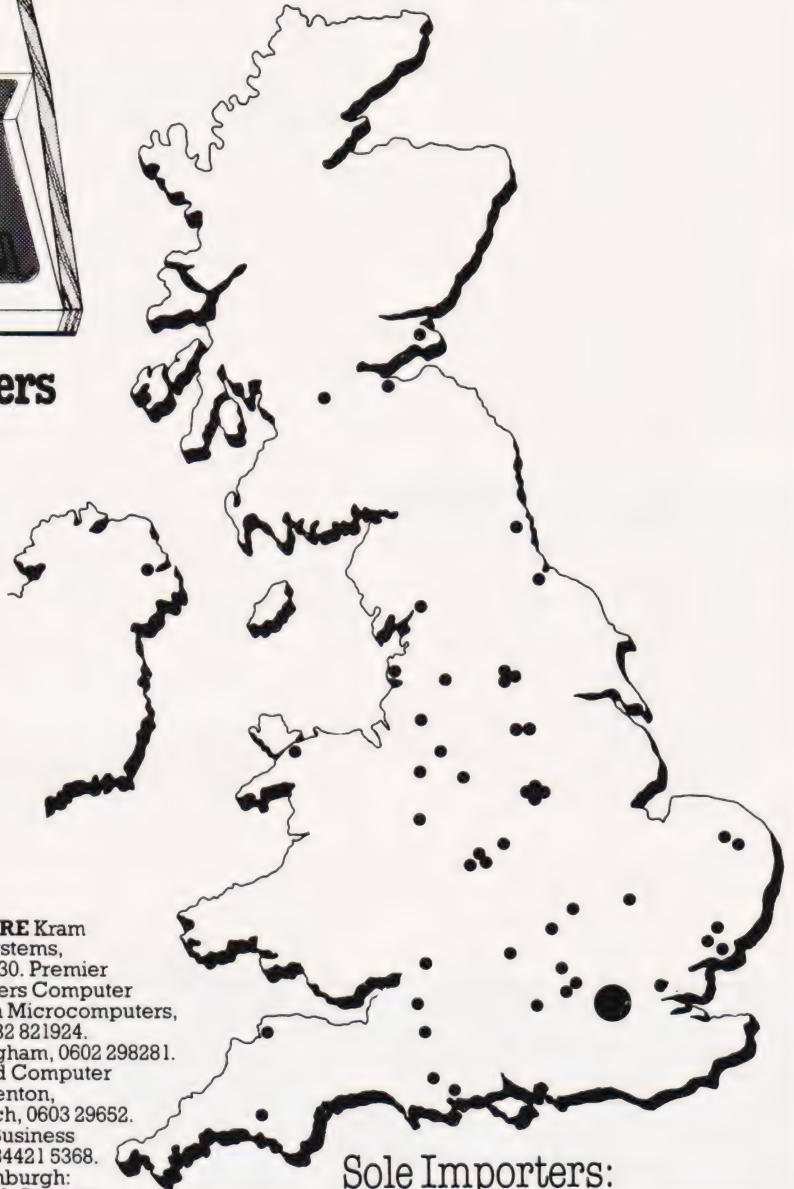 ers
RE Kram
stems,
30. Premier
ers Computer
n Microcomputers,
32 821924.
gham, 0602 298281.
d Computer
enton,
ch, 0603 29652.
Business
34421 5368.
nburgh:
Sole Importers: